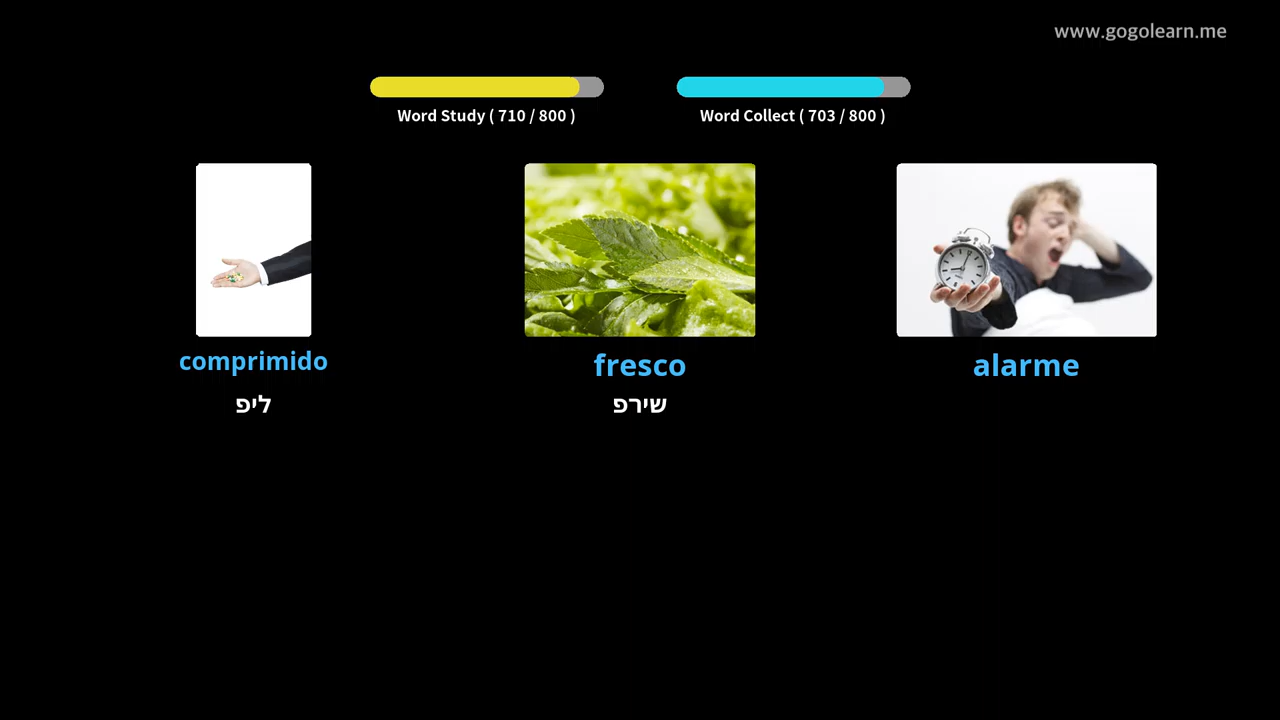 www.gogolearn.me
Word Study ( 710 / 800 )
Word Collect ( 703 / 800 )
comprimido
ליפ
fresco
שירפ
alarme